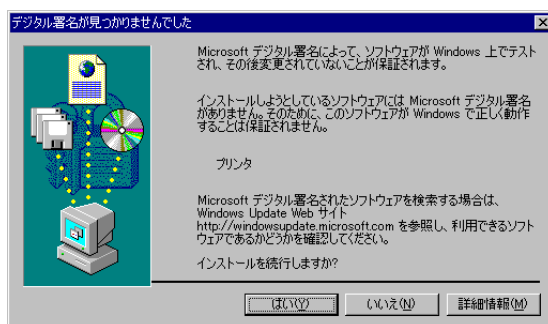 デジタル署名が見つかりませんでした
Microsoft デジタル署名によって、ソフトウェアが Windows 上でテスト
され、その後変更されていないことが保証されます。
インストールしようとしているソフトウェアには Microsoft デジタル署名
がありません。そのために、このソフトウェアが Windows で正しく動作
することは保証されません。
プリンタ
Microsoft デジタル署名されたソフトウェアを検索する場合は、
Windows Update Web サイト
http://windowsupdate.microsoft.com を参照し、利用できるソフト
ウェアであるかどうかを確認してください。
インストールを続行しますか?
はい(Y) いいえ(N) 詳細情報(M)